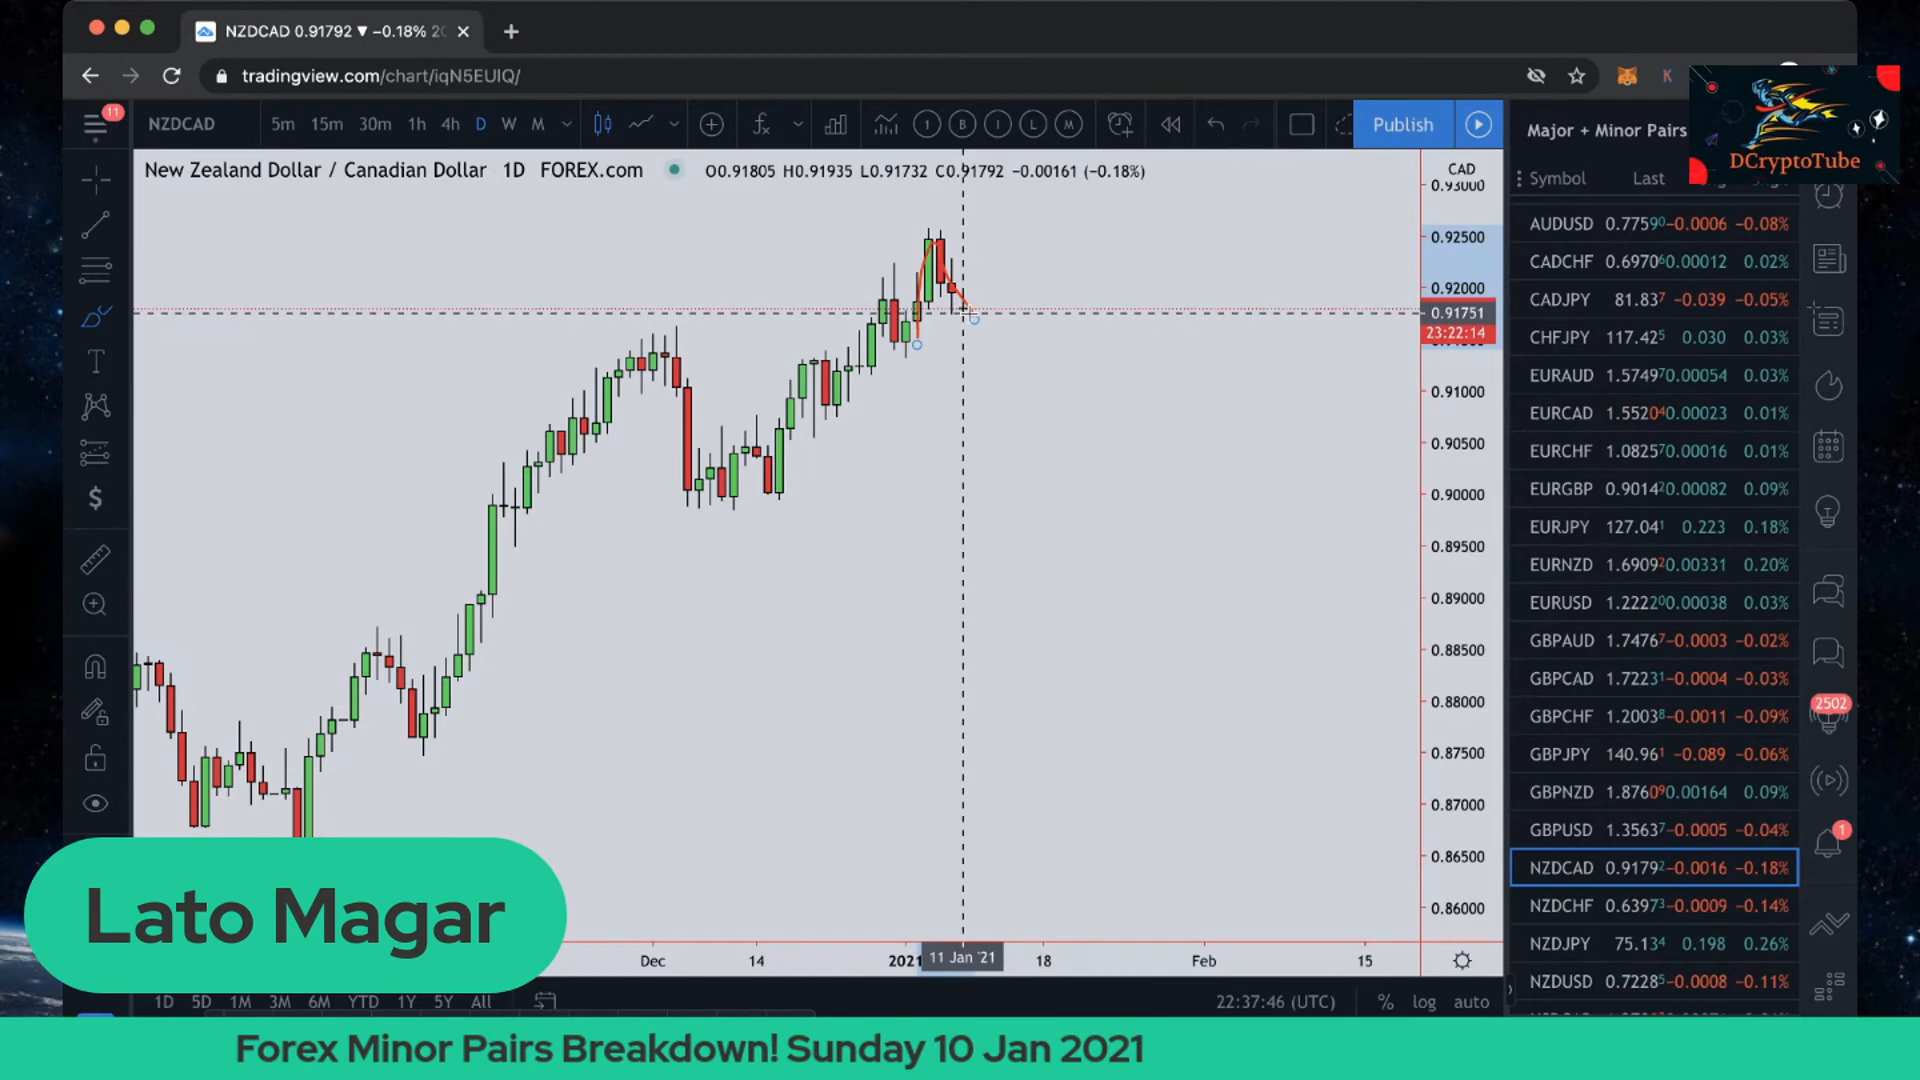 NZDCAD 0.91792 ▼ −0.18% 20
tradingview.com/chart/iqN5EUIQ/
K
11
NZDCAD 5m 15m 30m 1h 4h D W M 1 B I L M Publish
Major + Minor Pairs
DCryptoTube
New Zealand Dollar / Canadian Dollar 1D FOREX.com O0.91805 H0.91935 L0.91732 C0.91792 −0.00161 (−0.18%)
CAD
0.93000
0.92500
0.92000
0.91751
23:22:14
0.91000
0.90500
0.90000
0.89500
0.89000
0.88500
0.88000
0.87500
0.87000
0.86500
0.86000
Symbol Last
AUDUSD 0.77590 −0.0006 −0.08%
CADCHF 0.69706 0.00012 0.02%
CADJPY 81.837 −0.039 −0.05%
CHFJPY 117.425 0.030 0.03%
EURAUD 1.57497 0.00054 0.03%
EURCAD 1.55204 0.00023 0.01%
EURCHF 1.08257 0.00016 0.01%
EURGBP 0.90142 0.00082 0.09%
EURJPY 127.041 0.223 0.18%
EURNZD 1.69092 0.00331 0.20%
EURUSD 1.22220 0.00038 0.03%
GBPAUD 1.74767 −0.0003 −0.02%
GBPCAD 1.72231 −0.0004 −0.03%
GBPCHF 1.20038 −0.0011 −0.09%
GBPJPY 140.961 −0.089 −0.06%
GBPNZD 1.87609 0.00164 0.09%
GBPUSD 1.35637 −0.0005 −0.04%
NZDCAD 0.91792 −0.0016 −0.18%
NZDCHF 0.63973 −0.0009 −0.14%
NZDJPY 75.134 0.198 0.26%
NZDUSD 0.72285 −0.0008 −0.11%
2502
1
Dec 14 2021 11 Jan '21 18 Feb 15
1D 5D 1M 3M 6M YTD 1Y 5Y All 22:37:46 (UTC) % log auto
Lato Magar
Forex Minor Pairs Breakdown! Sunday 10 Jan 2021